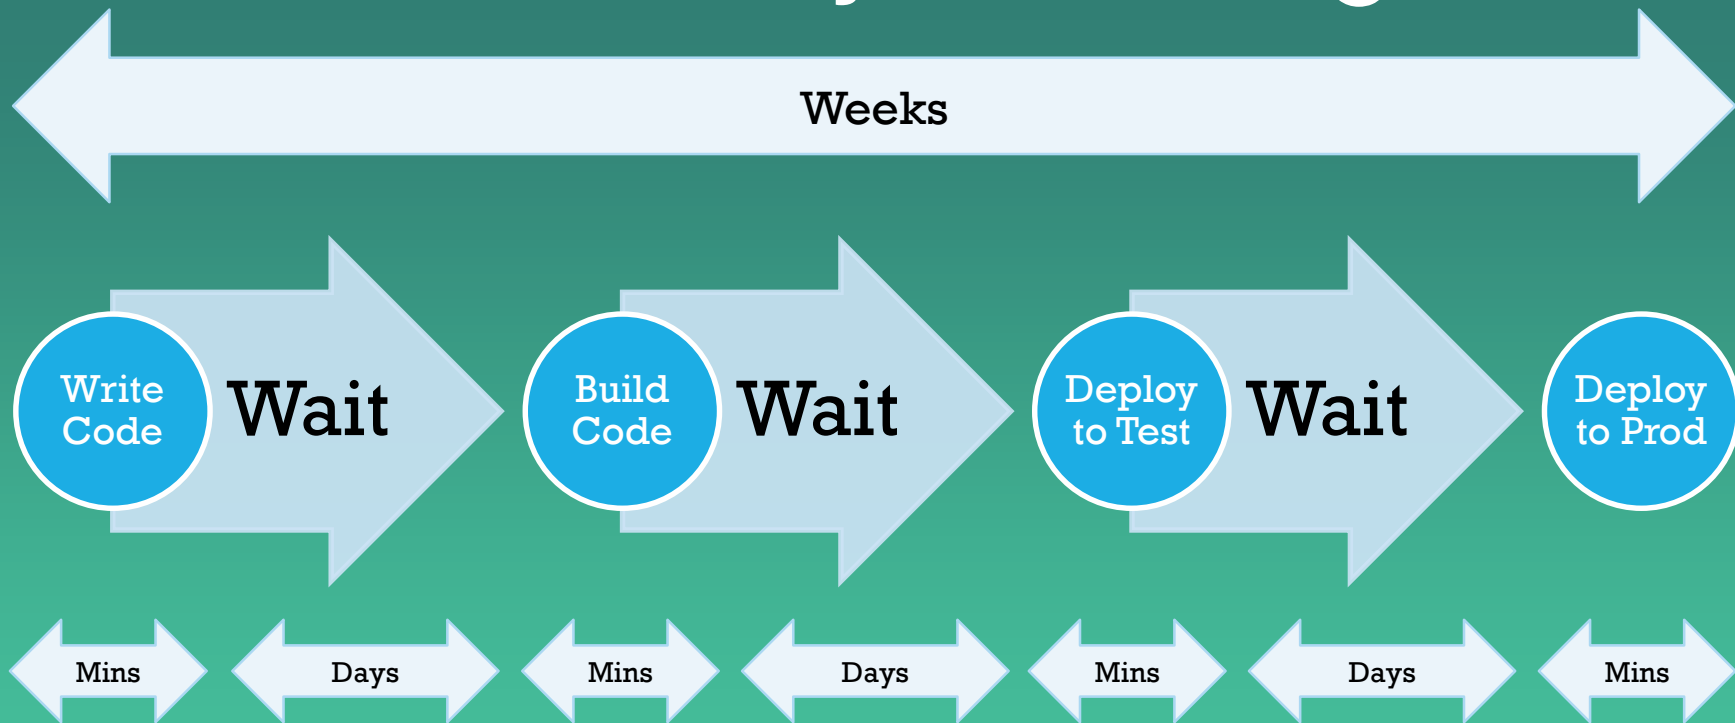 Weeks
Write
Code
Wait
Build
Code
Wait
Deploy
to Test
Wait
Deploy
to Prod
Mins
Days
Mins
Days
Mins
Days
Mins